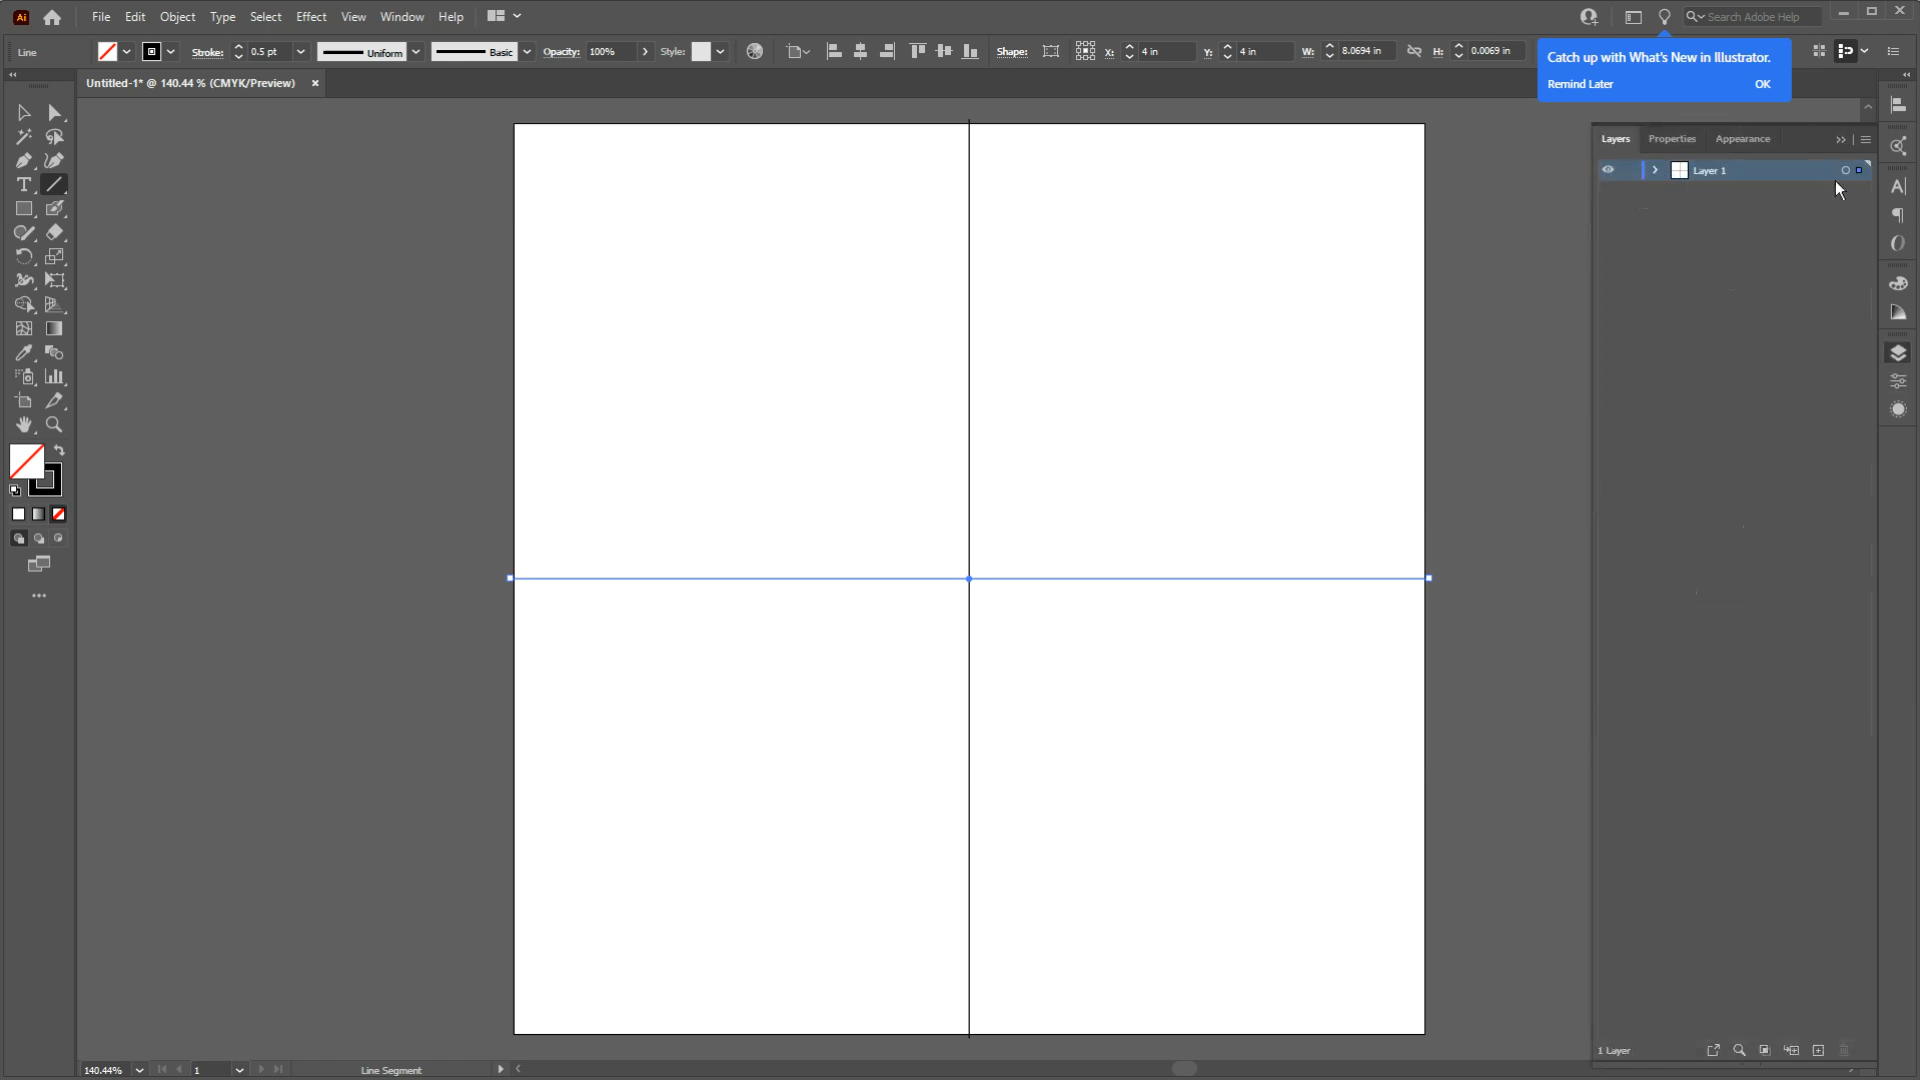 Ai File Edit Object Type Select Effect View Window Help Search Adobe Help
Line Stroke: 0.5 pt Uniform Basic Opacity: 100% Style: Shape: X: 4 in Y: 4 in W: 8.0694 in H: 0.0069 in
Catch up with What's New in Illustrator.
Remind Later OK
Untitled-1* @ 140.44 % (CMYK/Preview)
Layers Properties Appearance
Layer 1
1 Layer
140.44% 1 Line Segment